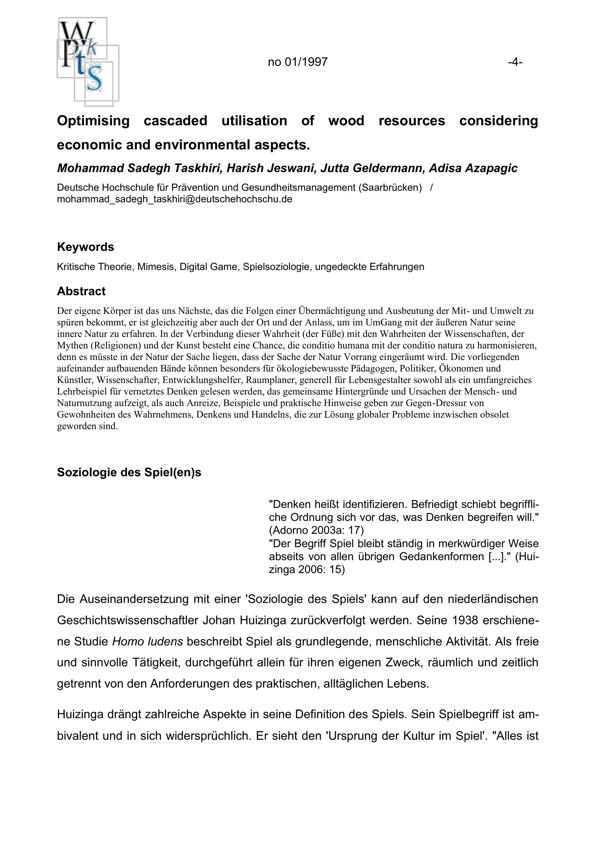 W
P k
t s
S
no 01/1997 -4-
Optimising cascaded utilisation of wood resources considering
economic and environmental aspects.
Mohammad Sadegh Taskhiri, Harish Jeswani, Jutta Geldermann, Adisa Azapagic
Deutsche Hochschule für Prävention und Gesundheitsmanagement (Saarbrücken) /
mohammad_sadegh_taskhiri@deutschehochschu.de
Keywords
Kritische Theorie, Mimesis, Digital Game, Spielsoziologie, ungedeckte Erfahrungen
Abstract
Der eigene Körper ist das uns Nächste, das die Folgen einer Übermächtigung und Ausbeutung der Mit- und Umwelt zu
spüren bekommt, er ist gleichzeitig aber auch der Ort und der Anlass, um im UmGang mit der äußeren Natur seine
innere Natur zu erfahren. In der Verbindung dieser Wahrheit (der Füße) mit den Wahrheiten der Wissenschaften, der
Mythen (Religionen) und der Kunst besteht eine Chance, die conditio humana mit der conditio natura zu harmonisieren,
denn es müsste in der Natur der Sache liegen, dass der Sache der Natur Vorrang eingeräumt wird. Die vorliegenden
aufeinander aufbauenden Bände können besonders für ökologiebewusste Pädagogen, Politiker, Ökonomen und
Künstler, Wissenschafter, Entwicklungshelfer, Raumplaner, generell für Lebensgestalter sowohl als ein umfangreiches
Lehrbeispiel für vernetztes Denken gelesen werden, das gemeinsame Hintergründe und Ursachen der Mensch- und
Naturnutzung aufzeigt, als auch Anreize, Beispiele und praktische Hinweise geben zur Gegen-Dressur von
Gewohnheiten des Wahrnehmens, Denkens und Handelns, die zur Lösung globaler Probleme inzwischen obsolet
geworden sind.
Soziologie des Spiel(en)s
"Denken heißt identifizieren. Befriedigt schiebt begriffli-
che Ordnung sich vor das, was Denken begreifen will."
(Adorno 2003a: 17)
"Der Begriff Spiel bleibt ständig in merkwürdiger Weise
abseits von allen übrigen Gedankenformen [...]." (Hui-
zinga 2006: 15)
Die Auseinandersetzung mit einer 'Soziologie des Spiels' kann auf den niederländischen
Geschichtswissenschaftler Johan Huizinga zurückverfolgt werden. Seine 1938 erschiene-
ne Studie Homo ludens beschreibt Spiel als grundlegende, menschliche Aktivität. Als freie
und sinnvolle Tätigkeit, durchgeführt allein für ihren eigenen Zweck, räumlich und zeitlich
getrennt von den Anforderungen des praktischen, alltäglichen Lebens.
Huizinga drängt zahlreiche Aspekte in seine Definition des Spiels. Sein Spielbegriff ist am-
bivalent und in sich widersprüchlich. Er sieht den 'Ursprung der Kultur im Spiel'. "Alles ist